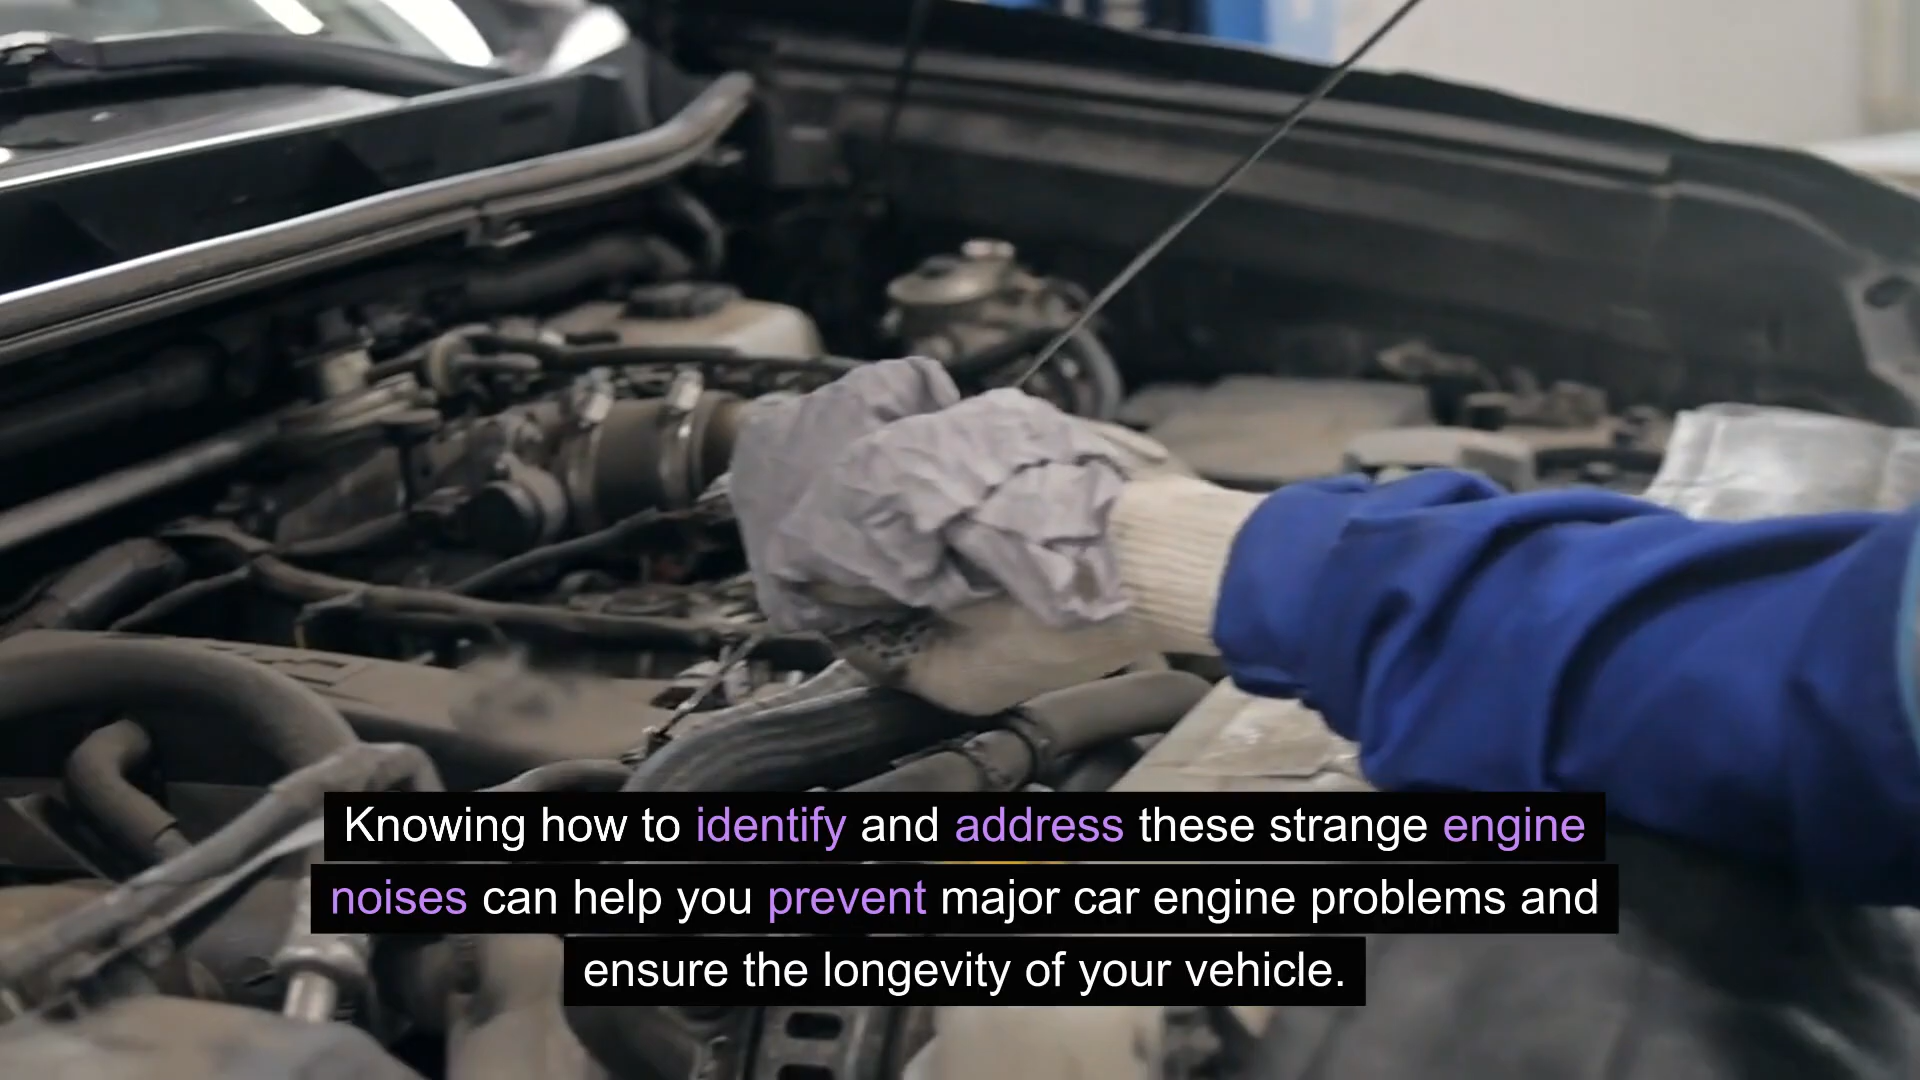 Knowing how to identify and address these strange engine
noises can help you prevent major car engine problems and
ensure the longevity of your vehicle.